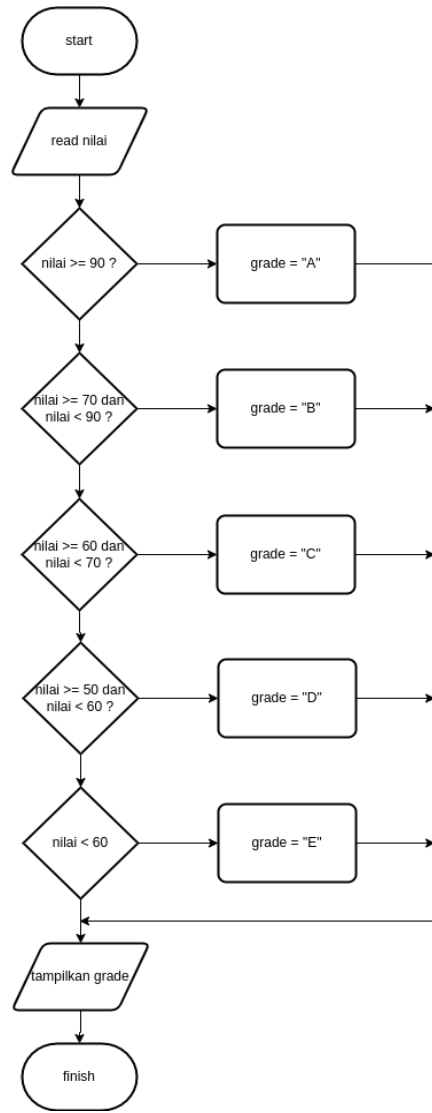 start
read nilai
nilai >= 90 ?
grade = "A"
nilai >= 70 dan
nilai < 90 ?
grade = "B"
nilai >= 60 dan
nilai < 70 ?
grade = "C"
nilai >= 50 dan
nilai < 60 ?
grade = "D"
nilai < 60
grade = "E"
tampilkan grade
finish